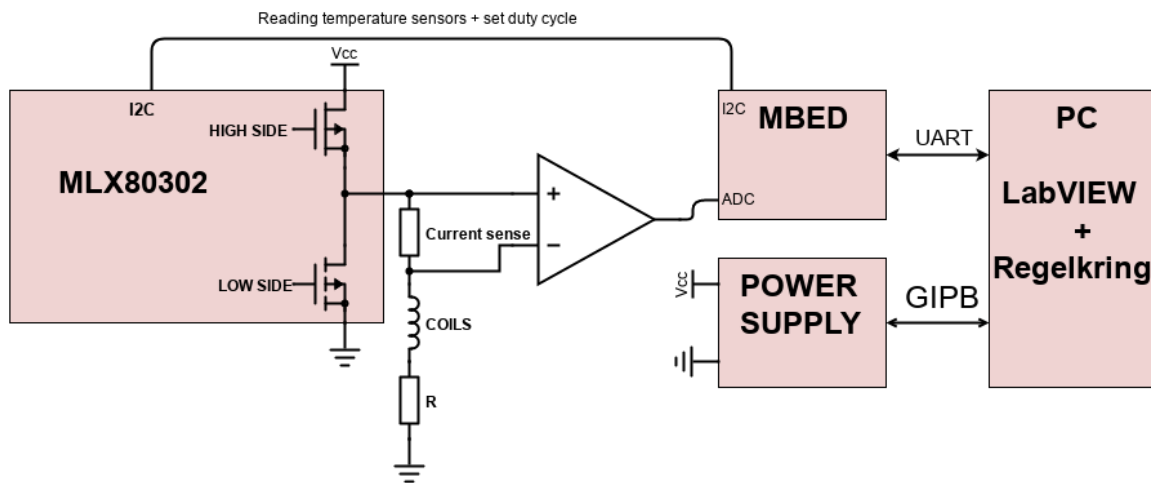 Reading temperature sensors + set duty cycle
Vcc
I2C
HIGH SIDE
MLX80302
LOW SIDE
Current sense
COILS
R
+
−
I2C
MBED
ADC
UART
PC
LabVIEW
+
Regelkring
Vcc
POWER
SUPPLY
GIPB